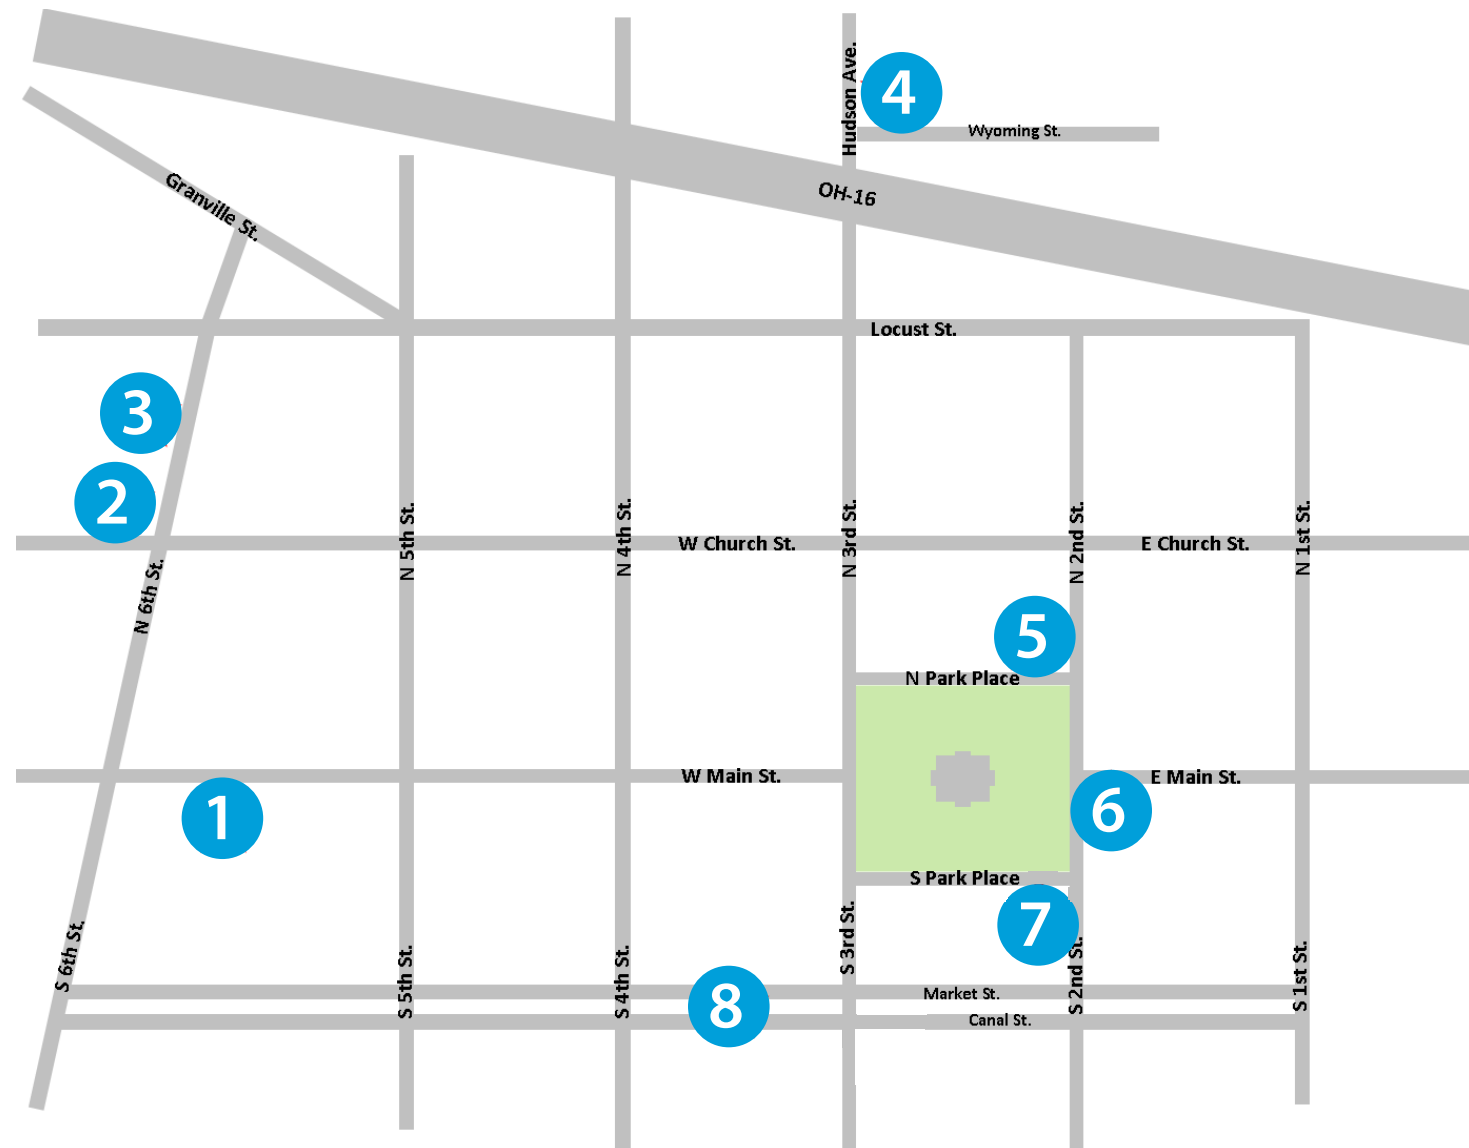 Hudson Ave.
4
Wyoming St.
Granville St.
OH-16
Locust St.
3
2
N 5th St.
N 4th St.
W Church St.
N 3rd St.
N 2nd St.
E Church St.
N 1st St.
N 6th St.
5
N Park Place
W Main St.
E Main St.
1
6
S Park Place
7
S 6th St.
S 5th St.
S 4th St.
8
S 3rd St.
Market St.
S 2nd St.
Canal St.
S 1st St.